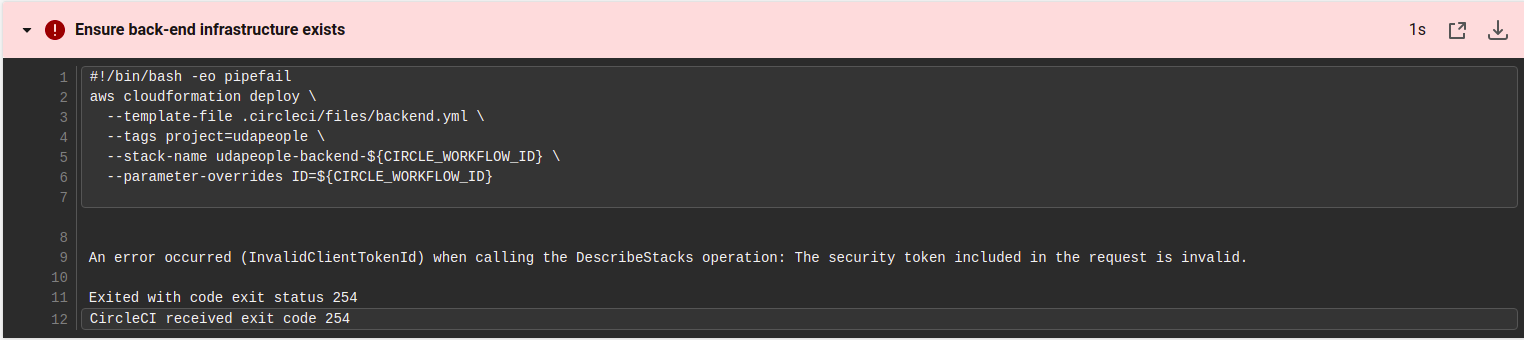 Ensure back-end infrastructure exists
1s
1 #!/bin/bash -eo pipefail
2 aws cloudformation deploy \
3   --template-file .circleci/files/backend.yml \
4   --tags project=udapeople \
5   --stack-name udapeople-backend-${CIRCLE_WORKFLOW_ID} \
6   --parameter-overrides ID=${CIRCLE_WORKFLOW_ID}
7
8
9 An error occurred (InvalidClientTokenId) when calling the DescribeStacks operation: The security token included in the request is invalid.
10
11 Exited with code exit status 254
12 CircleCI received exit code 254